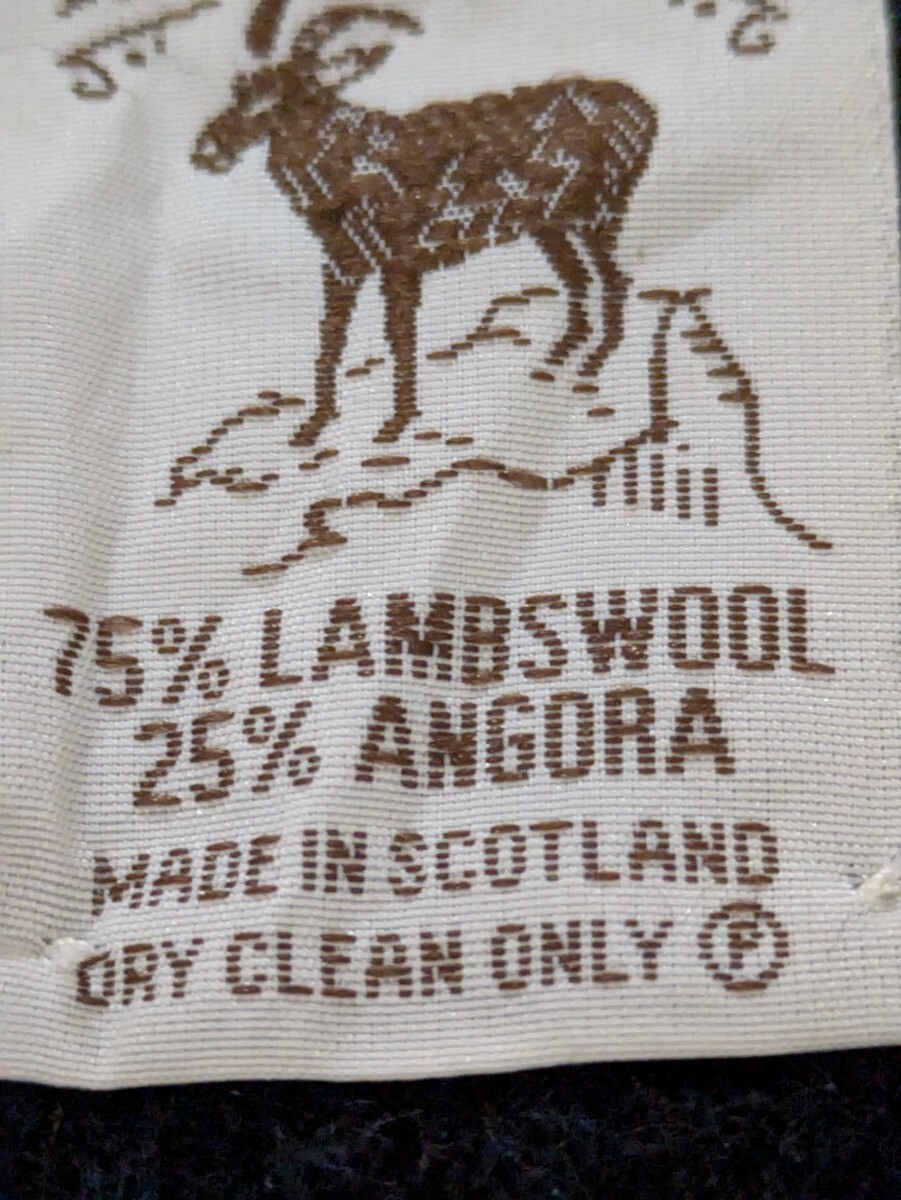 75% LAMBSWOOL
25% ANGORA
MADE IN SCOTLAND
DRY CLEAN ONLY Ⓕ